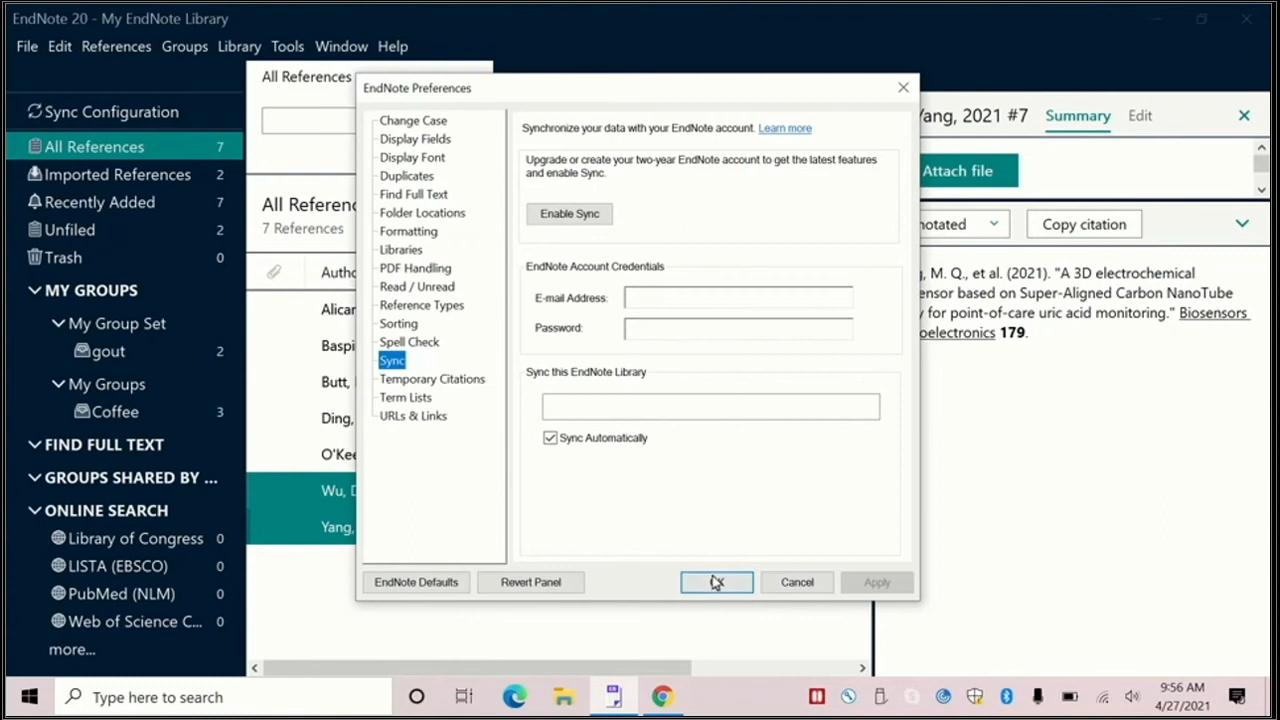 EndNote 20 - My EndNote Library
File Edit References Groups Library Tools Window Help
Sync Configuration
All References 7
Imported References 2
Recently Added 7
Unfiled 2
Trash 0
MY GROUPS
My Group Set
gout 2
My Groups
Coffee 3
FIND FULL TEXT
GROUPS SHARED BY ...
ONLINE SEARCH
Library of Congress 0
LISTA (EBSCO) 0
PubMed (NLM) 0
Web of Science C... 0
more...
All References
7 References
Autho
Alican
Baspi
Butt,
Ding,
O'Kee
Wu, D
Yang,
EndNote Preferences
Change Case
Display Fields
Display Font
Duplicates
Find Full Text
Folder Locations
Formatting
Libraries
PDF Handling
Read / Unread
Reference Types
Sorting
Spell Check
Sync
Temporary Citations
Term Lists
URLs & Links
Synchronize your data with your EndNote account. Learn more
Upgrade or create your two-year EndNote account to get the latest features
and enable Sync.
Enable Sync
EndNote Account Credentials
E-mail Address:
Password:
Sync this EndNote Library
Sync Automatically
EndNote Defaults Revert Panel Cancel Apply
Yang, 2021 #7 Summary Edit
Attach file
notated Copy citation
, M. Q., et al. (2021). "A 3D electrochemical
ensor based on Super-Aligned Carbon NanoTube
y for point-of-care uric acid monitoring." Biosensors
oelectronics 179.
Type here to search
9:56 AM
4/27/2021